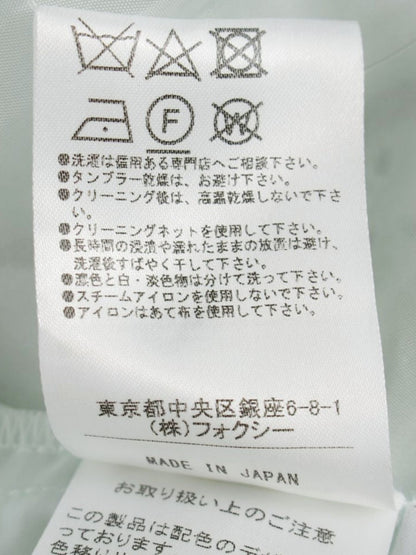 F
W
●洗濯は信用ある専門店へご相談下さい。
●タンブラー乾燥は、お避け下さい。
●クリーニング後は、高温乾燥しないで下さ
い。
●クリーニングネットを使用して下さい。
●長時間の浸漬や濡れたままの放置は避け、
洗濯後すばやく干して下さい。
●濃色と白・淡色物は分けて洗って下さい。
●スチームアイロンを使用しないで下さい。
●アイロンはあて布を使用して下さい。
東京都中央区銀座6-8-1
(株)フォクシー
MADE IN JAPAN
お取り扱い上のご注意
この製品は配色の
っております
色移り